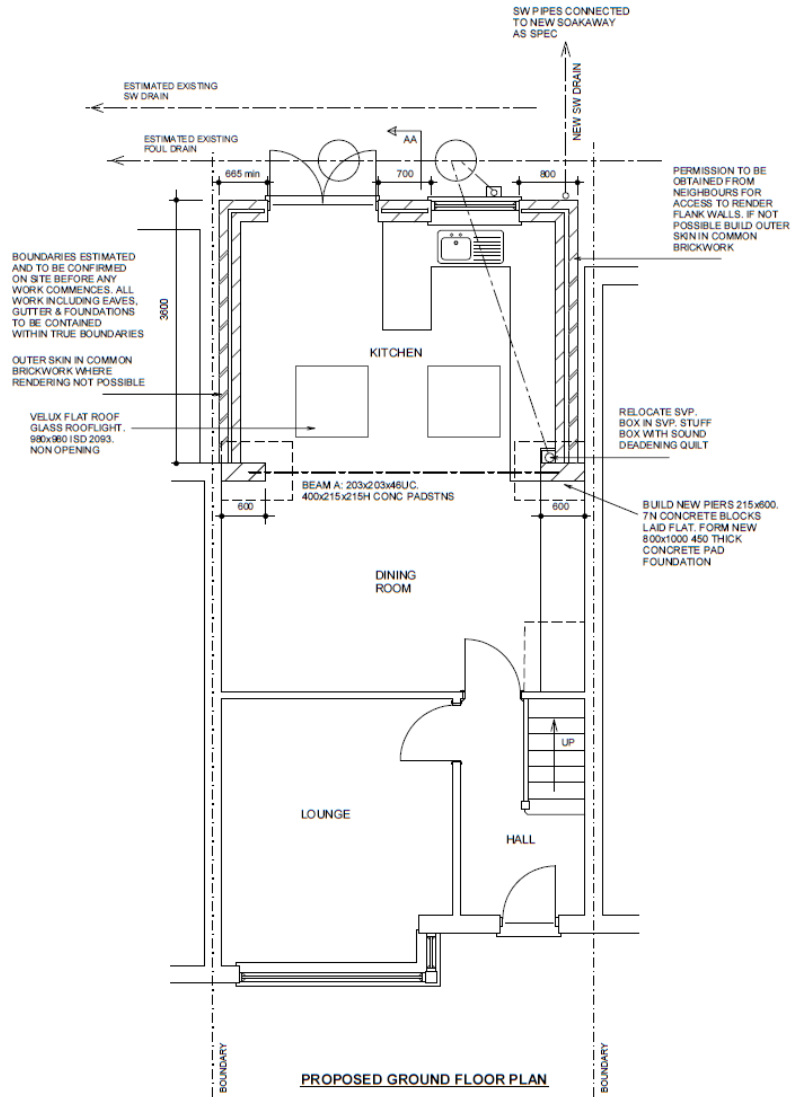 SW PIPES CONNECTED
TO NEW SOAKAWAY
AS SPEC
ESTIMATED EXISTING
SW DRAIN
NEW SW DRAIN
ESTIMATED EXISTING
FOUL DRAIN
AA
665 min
700
800
PERMISSION TO BE
OBTAINED FROM
NEIGHBOURS FOR
ACCESS TO RENDER
FLANK WALLS. IF NOT
POSSIBLE BUILD OUTER
SKIN IN COMMON
BRICKWORK
BOUNDARIES ESTIMATED
AND TO BE CONFIRMED
ON SITE BEFORE ANY
WORK COMMENCES. ALL
WORK INCLUDING EAVES,
GUTTER & FOUNDATIONS
TO BE CONTAINED
WITHIN TRUE BOUNDARIES
3600
OUTER SKIN IN COMMON
BRICKWORK WHERE
RENDERING NOT POSSIBLE
KITCHEN
VELUX FLAT ROOF
GLASS ROOFLIGHT.
980x980 ISD 2093.
NON OPENING
RELOCATE SVP.
BOX IN SVP. STUFF
BOX WITH SOUND
DEADENING QUILT
BEAM A: 203x203x46UC.
400x215x215H CONC PADSTNS
600
600
BUILD NEW PIERS 215x600.
7N CONCRETE BLOCKS
LAID FLAT. FORM NEW
800x1000 450 THICK
CONCRETE PAD
FOUNDATION
DINING
ROOM
UP
LOUNGE
HALL
BOUNDARY
BOUNDARY
PROPOSED GROUND FLOOR PLAN